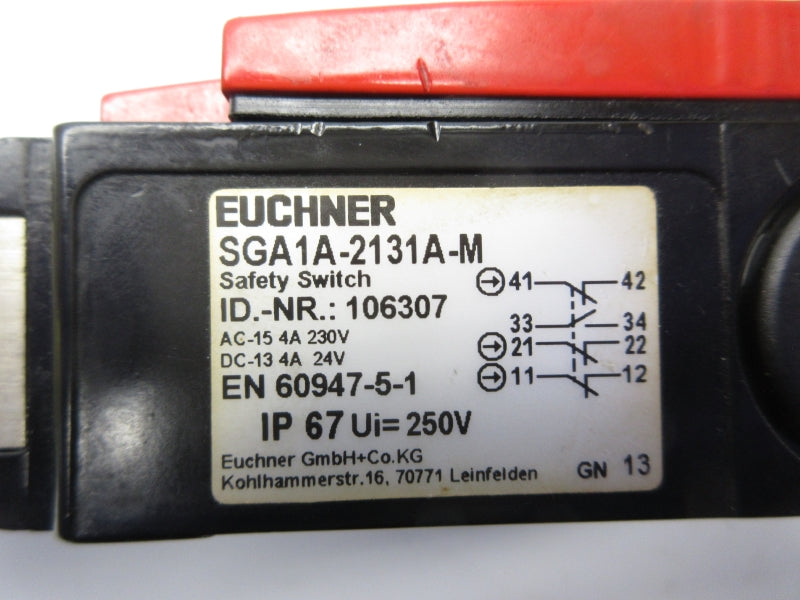 EUCHNER
SGA1A-2131A-M
Safety Switch
ID.-NR.: 106307
AC-15 4A 230V
DC-13 4A 24V
EN 60947-5-1
IP 67 Ui= 250V
Euchner GmbH+Co.KG
Kohlhammerstr.16, 70771 Leinfelden
41 42
33 34
21 22
11 12
GN 13